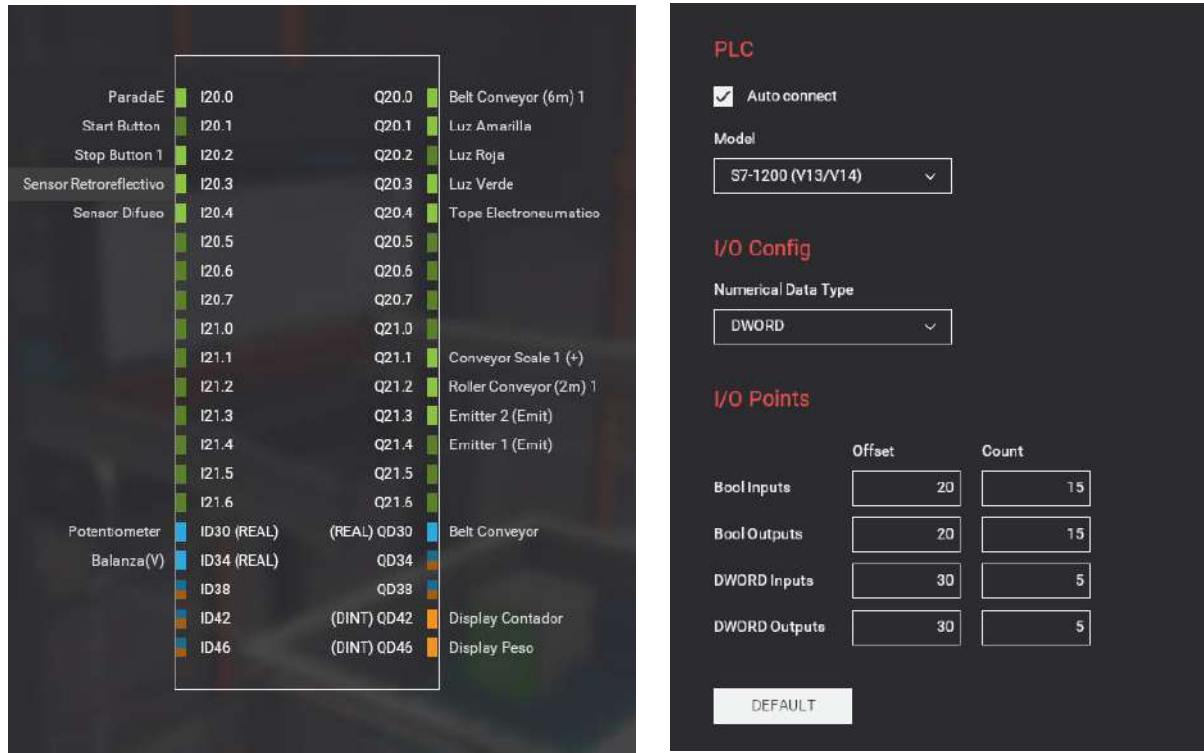 ParadaE I20.0 Q20.0 Belt Conveyor (6m) 1
Start Button I20.1 Q20.1 Luz Amarilla
Stop Button 1 I20.2 Q20.2 Luz Roja
Sensor Retroreflectivo I20.3 Q20.3 Luz Verde
Sensor Difuso I20.4 Q20.4 Tope Electroneumatico
I20.5 Q20.5
I20.6 Q20.6
I20.7 Q20.7
I21.0 Q21.0
I21.1 Q21.1 Conveyor Scale 1 (+)
I21.2 Q21.2 Roller Conveyor (2m) 1
I21.3 Q21.3 Emitter 2 (Emit)
I21.4 Q21.4 Emitter 1 (Emit)
I21.5 Q21.5
I21.6 Q21.6
Potentiometer ID30 (REAL) (REAL) QD30 Belt Conveyor
Balanza(V) ID34 (REAL) QD34
ID38 QD38
ID42 (DINT) QD42 Display Contador
ID46 (DINT) QD46 Display Peso
PLC
Auto connect
Model
S7-1200 (V13/V14)
I/O Config
Numerical Data Type
DWORD
I/O Points
Offset Count
Bool Inputs 20 15
Bool Outputs 20 15
DWORD Inputs 30 5
DWORD Outputs 30 5
DEFAULT